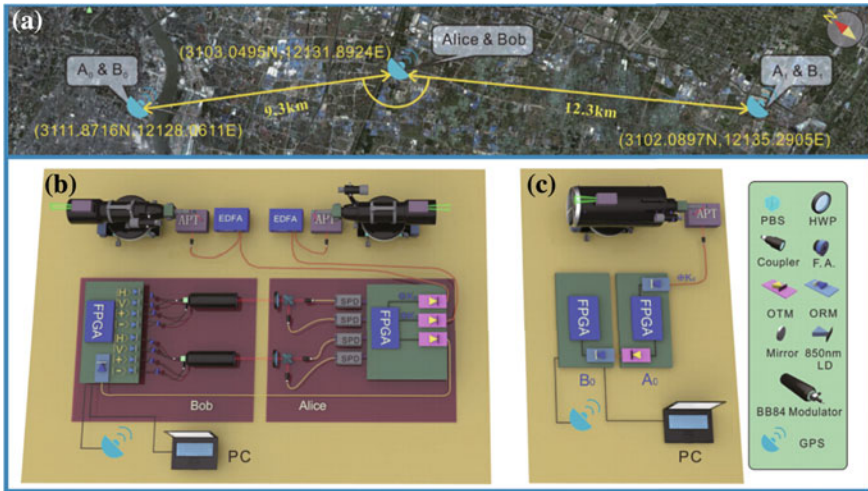 (a)
N
(3103.0495N,12131.8924E)
Alice & Bob
A₀ & B₀
A₁ & B₁
9.3km
12.3km
(3111.8716N,12128.0611E)
(3102.0897N,12135.2905E)
(b)
APT
EDFA
EDFA
APT
FPGA
H
V
+
-
H
V
+
-
Bob
SPD
SPD
SPD
SPD
FPGA
Alice
PC
(c)
APT
FPGA
FPGA
B₀
A₀
PC
PBS
HWP
Coupler
F.A.
OTM
ORM
Mirror
850nm
LD
BB84 Modulator
GPS